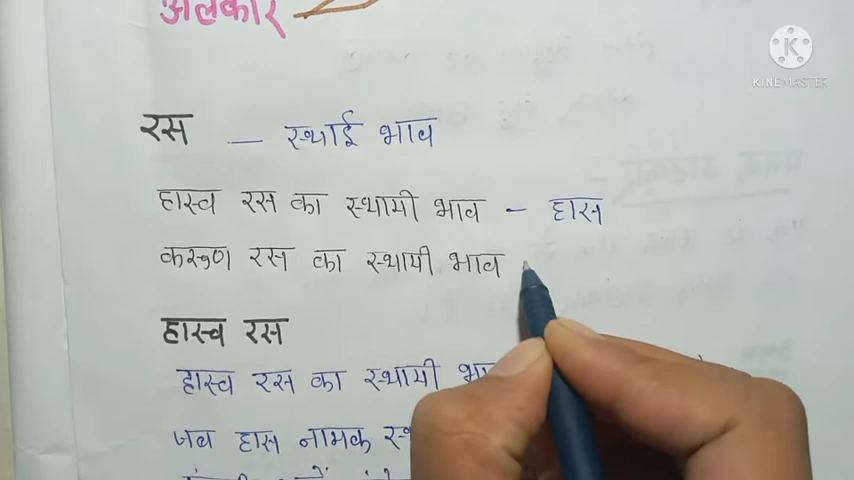 अलंकार
KINEMASTER
रस — स्थाई भाव
हास्य रस का स्थायी भाव - हास
करुण रस का स्थायी भाव
हास्य रस
हास्य रस का स्थायी
जब हास नामक